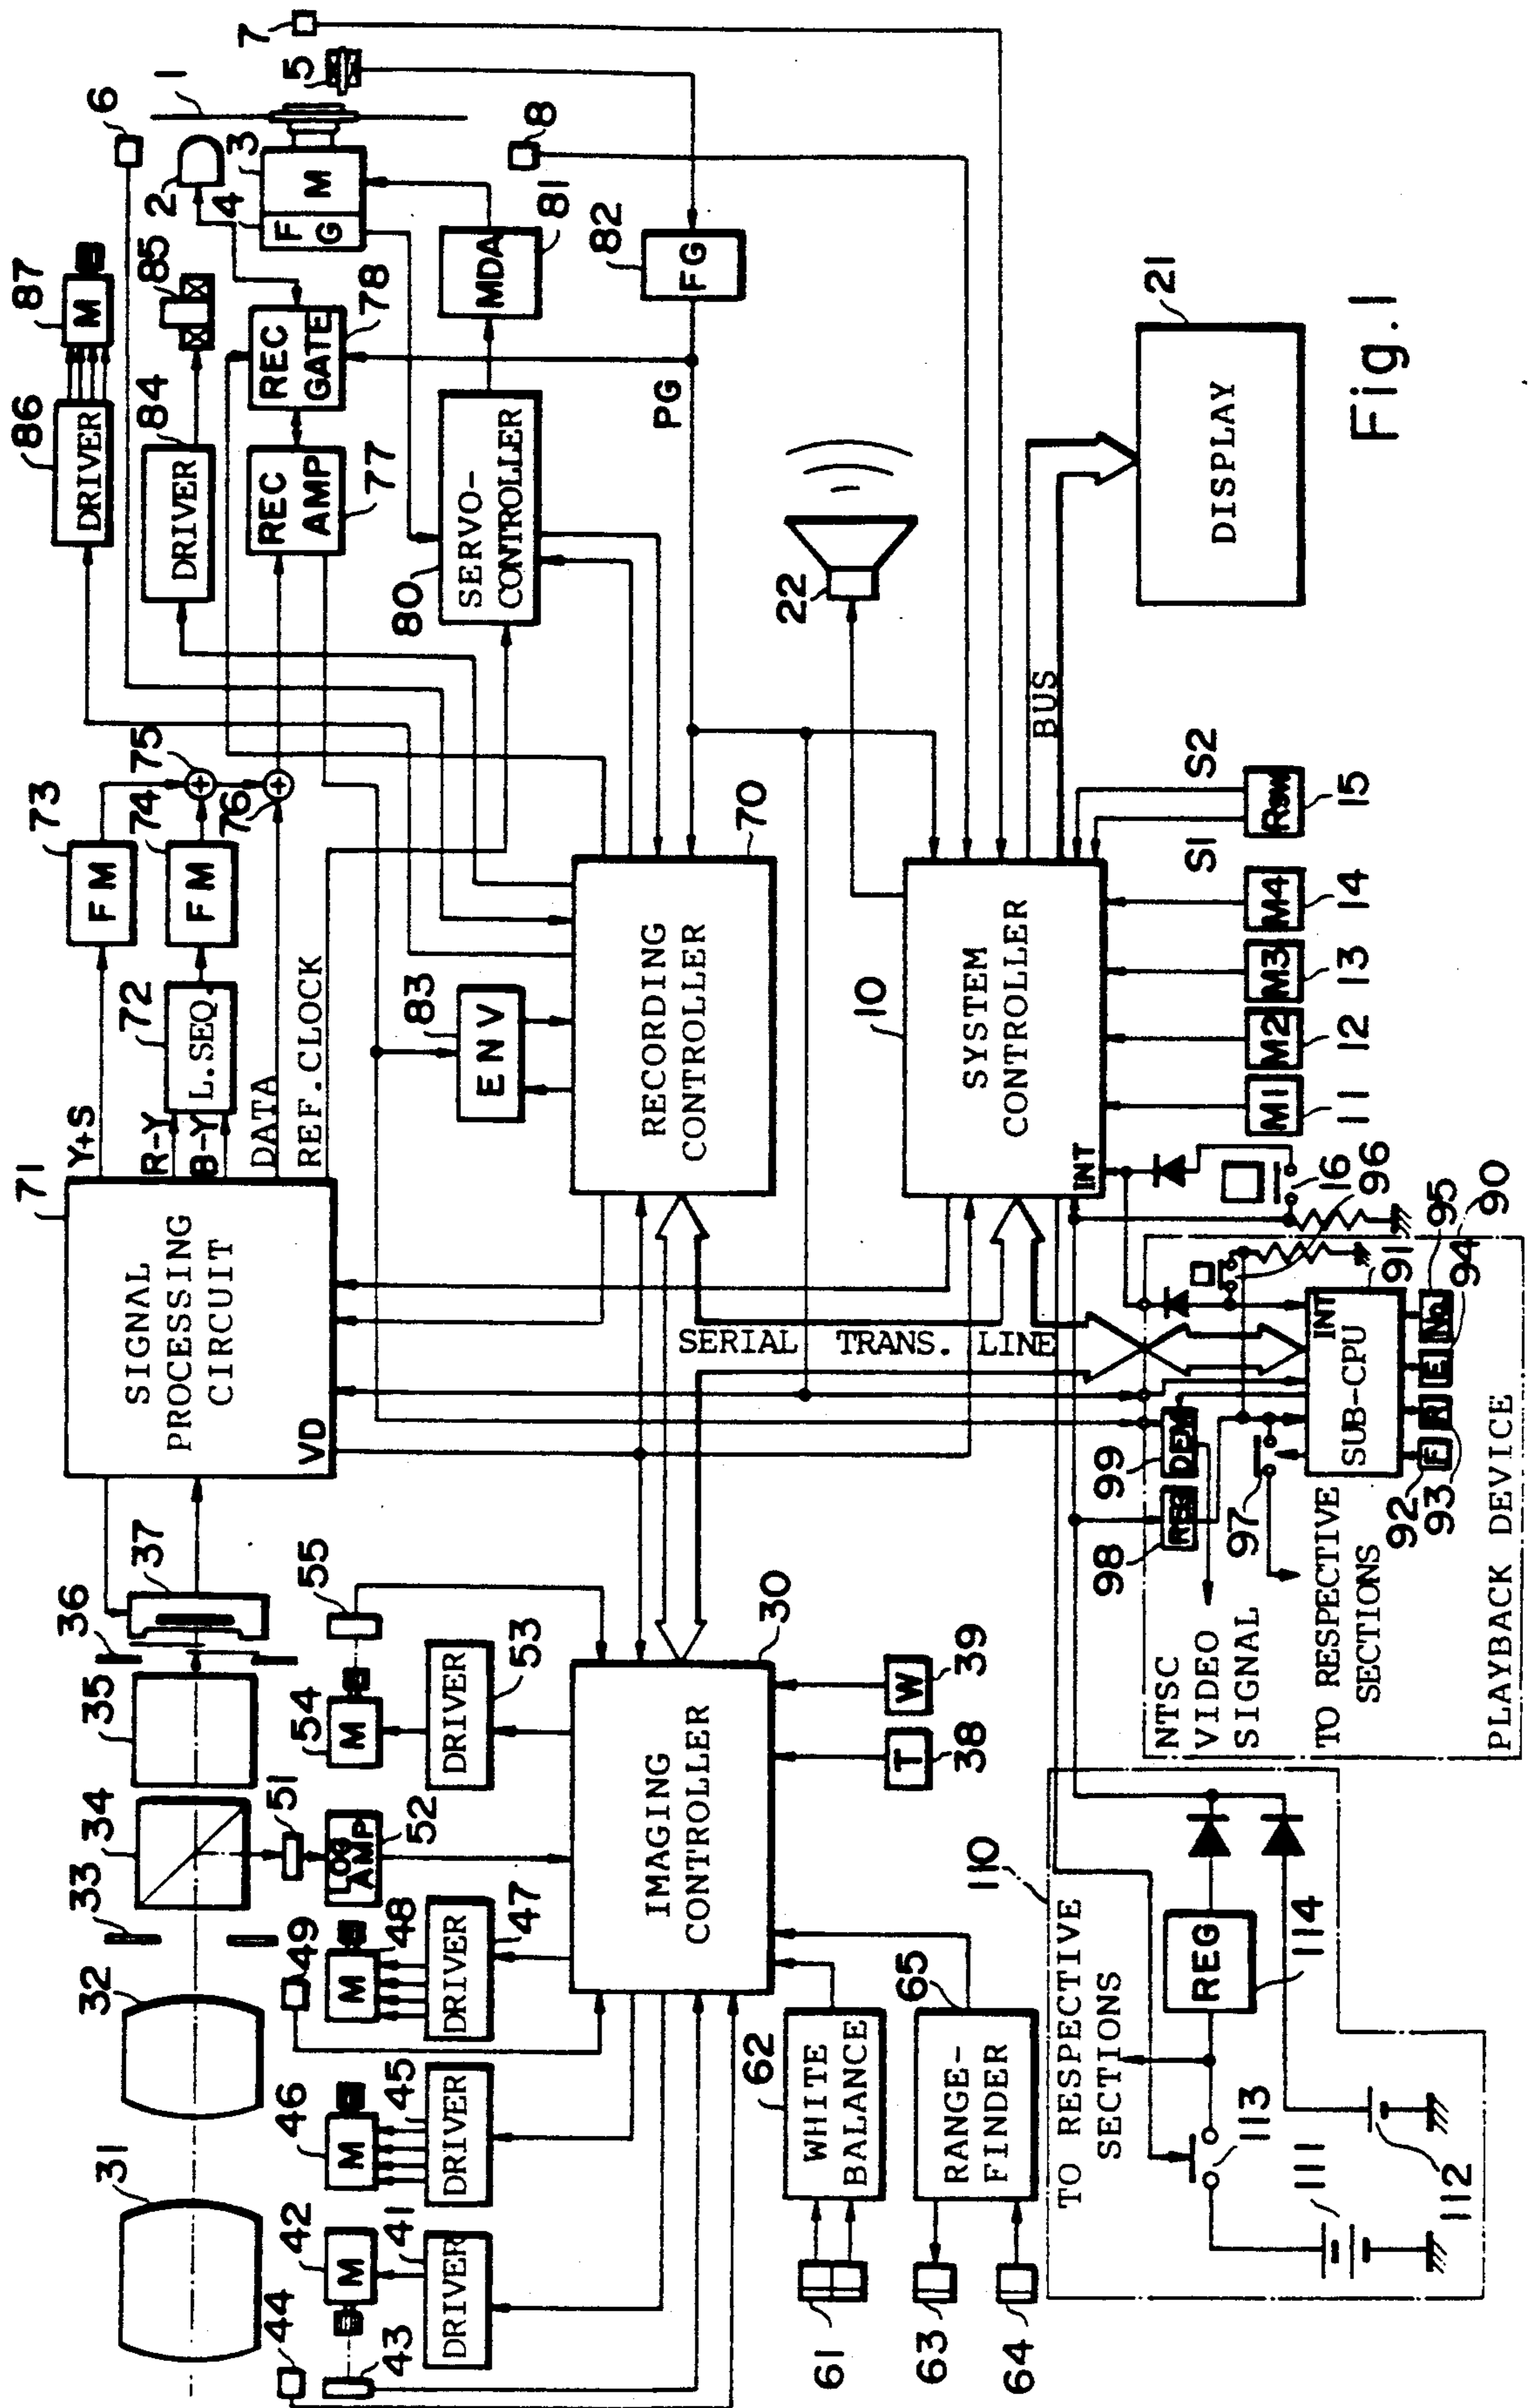 31
32
33
34
35
36
37
71
SIGNAL
PROCESSING
CIRCUIT
VD
Y+S
R-Y
B-Y
DATA
REF.CLOCK
72
L.SEQ.
73
FM
74
FM
75
76
86
DRIVER
87
M
84
DRIVER
85
6
1
2
4
3
F
G
M
5
7
REC
AMP
77
REC
GATE
78
80
SERVO-
CONTROLLER
MDA
81
8
82
FG
PG
44
43
42
M
41
DRIVER
46
M
45
DRIVER
49
M
48
DRIVER
47
51
LOG
AMP
52
54
M
55
DRIVER
53
IMAGING
CONTROLLER
30
83
ENV
RECORDING
CONTROLLER
70
61
62
WHITE
BALANCE
63
64
65
RANGE-
FINDER
T
38
W
39
SERIAL TRANS. LINE
10
SYSTEM
CONTROLLER
INT
22
BUS
DISPLAY
21
M1
11
M2
12
M3
13
M4
14
S1
S2
RSW
15
16
110
TO RESPECTIVE
SECTIONS
111
112
113
REG
114
98
REG
99
DEM
97
NTSC
VIDEO
SIGNAL
TO RESPECTIVE
SECTIONS
PLAYBACK DEVICE
SUB-CPU
INT
F
92
R
93
E
94
No
95
91
96
90
Fig.1